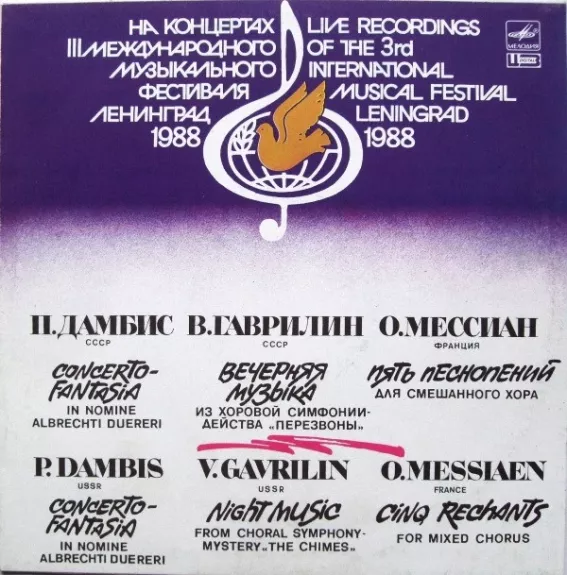 НА КОНЦЕРТАХ
III МЕЖДУНАРОДНОГО
МУЗЫКАЛЬНОГО
ФЕСТИВАЛЯ
ЛЕНИНГРАД
1988
LIVE RECORDINGS
OF THE 3rd
INTERNATIONAL
MUSICAL FESTIVAL
LENINGRAD
1988
МЕЛОДИЯ
DIGITAL
П. ДАМБИС
СССР
CONCERTO-
FANTASIA
IN NOMINE
ALBRECHTI DUERERI
В. ГАВРИЛИН
СССР
ВЕЧЕРНЯЯ
МУЗЫКА
ИЗ ХОРОВОЙ СИМФОНИИ-
ДЕЙСТВА „ПЕРЕЗВОНЫ"
О. МЕССИАН
ФРАНЦИЯ
ПЯТЬ ПЕСНОПЕНИЙ
ДЛЯ СМЕШАННОГО ХОРА
P. DAMBIS
USSR
CONCERTO-
FANTASIA
IN NOMINE
ALBRECHTI DUERERI
V. GAVRILIN
USSR
NIGHT MUSIC
FROM CHORAL SYMPHONY-
MYSTERY „THE CHIMES"
O. MESSIAEN
FRANCE
CINQ RECHANTS
FOR MIXED CHORUS